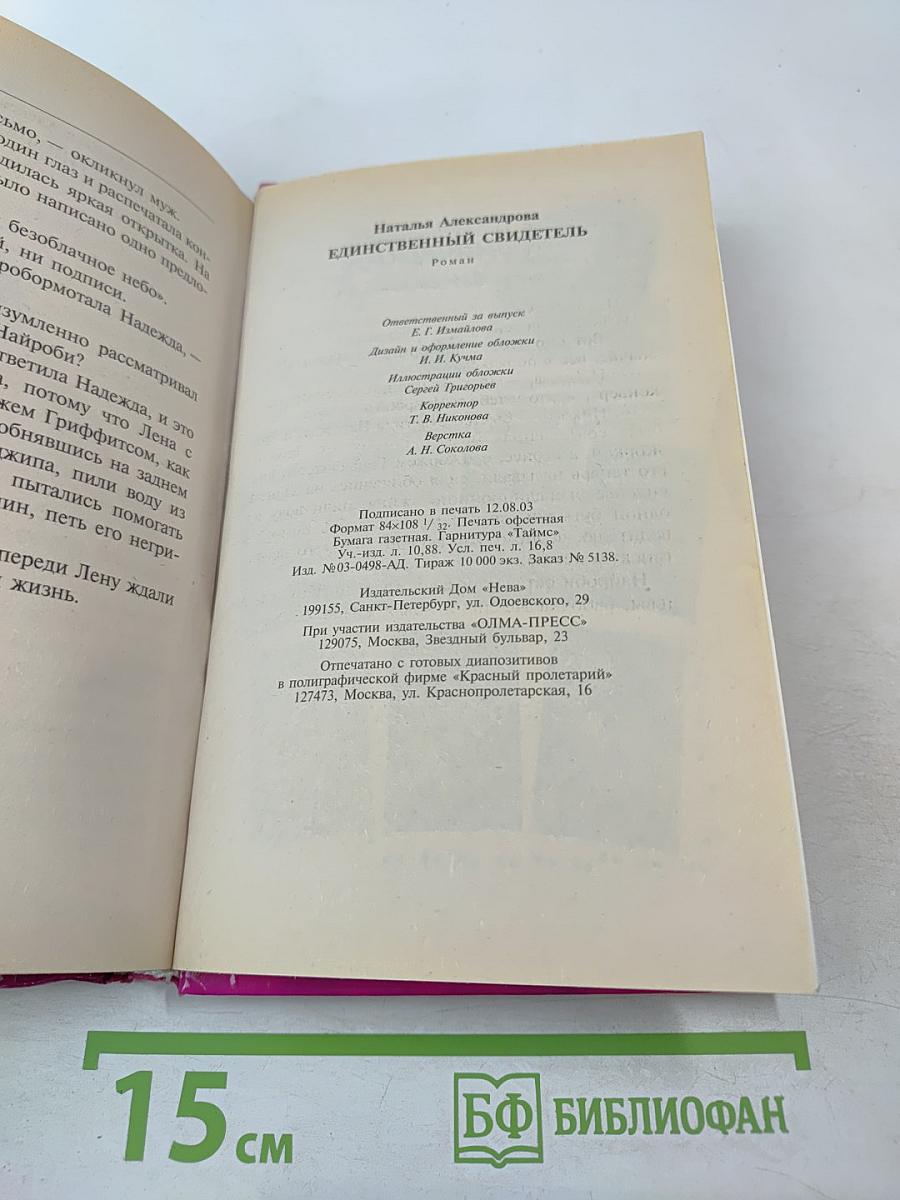 сьмо, — окликнул муж.
один глаз и распечатала кон-
дилась яркая открытка. На
ыло написано одно предло-
безоблачное небо».
й, ни подписи.
робормотала Надежда, —
зумленно рассматривал
Найроби?
тветила Надежда, и это
а, потому что Лена с
жем Гриффитсом, как
обнявшись на заднем
джипа, пили воду из
пытались помогать
ин, петь его негри-
переди Лену ждали
я жизнь.
Наталья Александрова
ЕДИНСТВЕННЫЙ СВИДЕТЕЛЬ
Роман
Ответственный за выпуск
Е. Г. Измайлова
Дизайн и оформление обложки
И. И. Кучма
Иллюстрации обложки
Сергей Григорьев
Корректор
Т. В. Никонова
Верстка
А. Н. Соколова
Подписано в печать 12.08.03
Формат 84×108 1/32. Печать офсетная
Бумага газетная. Гарнитура «Таймс»
Уч.-изд. л. 10,88. Усл. печ. л. 16,8
Изд. №03-0498-АД. Тираж 10 000 экз. Заказ № 5138.
Издательский Дом «Нева»
199155, Санкт-Петербург, ул. Одоевского, 29
При участии издательства «ОЛМА-ПРЕСС»
129075, Москва, Звездный бульвар, 23
Отпечатано с готовых диапозитивов
в полиграфической фирме «Красный пролетарий»
127473, Москва, ул. Краснопролетарская, 16
15 см
БФ БИБЛИОФАН